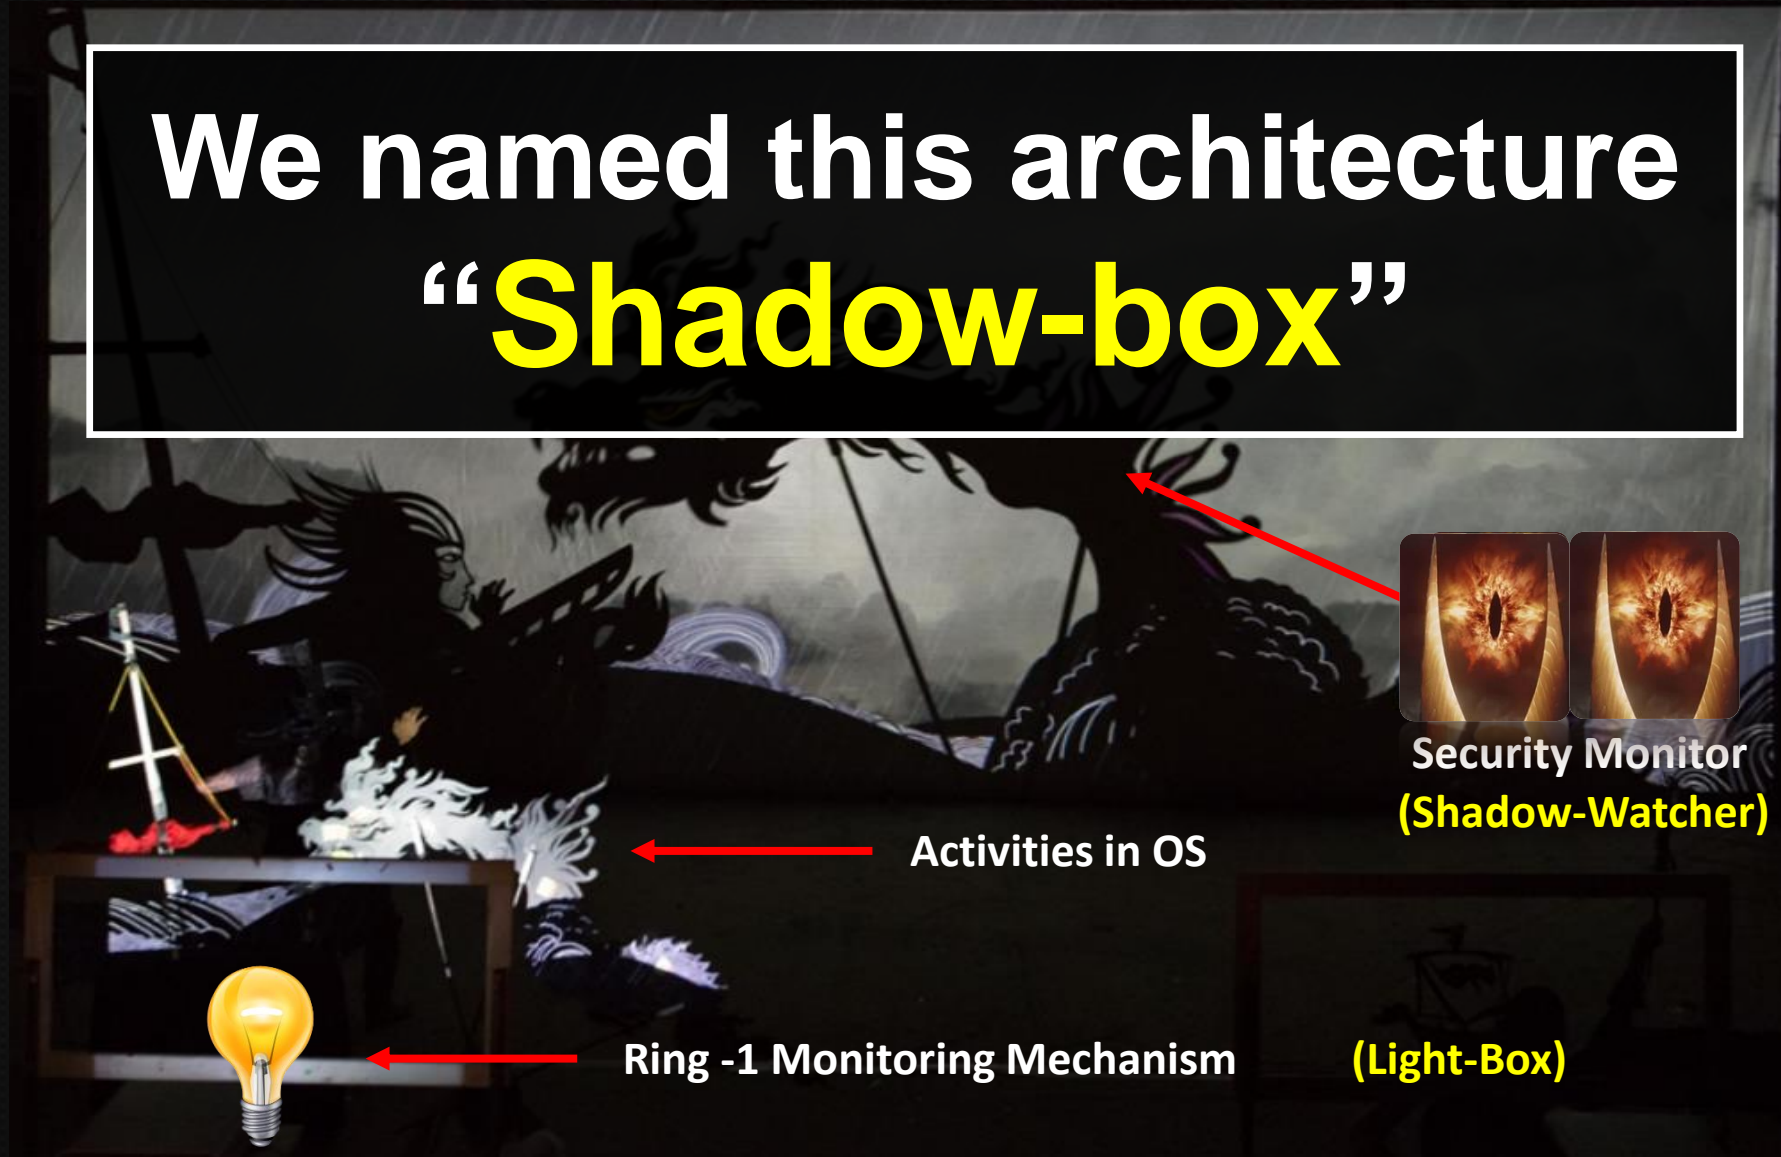 We named this architecture
“Shadow-box”
Security Monitor
(Shadow-Watcher)
Activities in OS
Ring -1 Monitoring Mechanism (Light-Box)